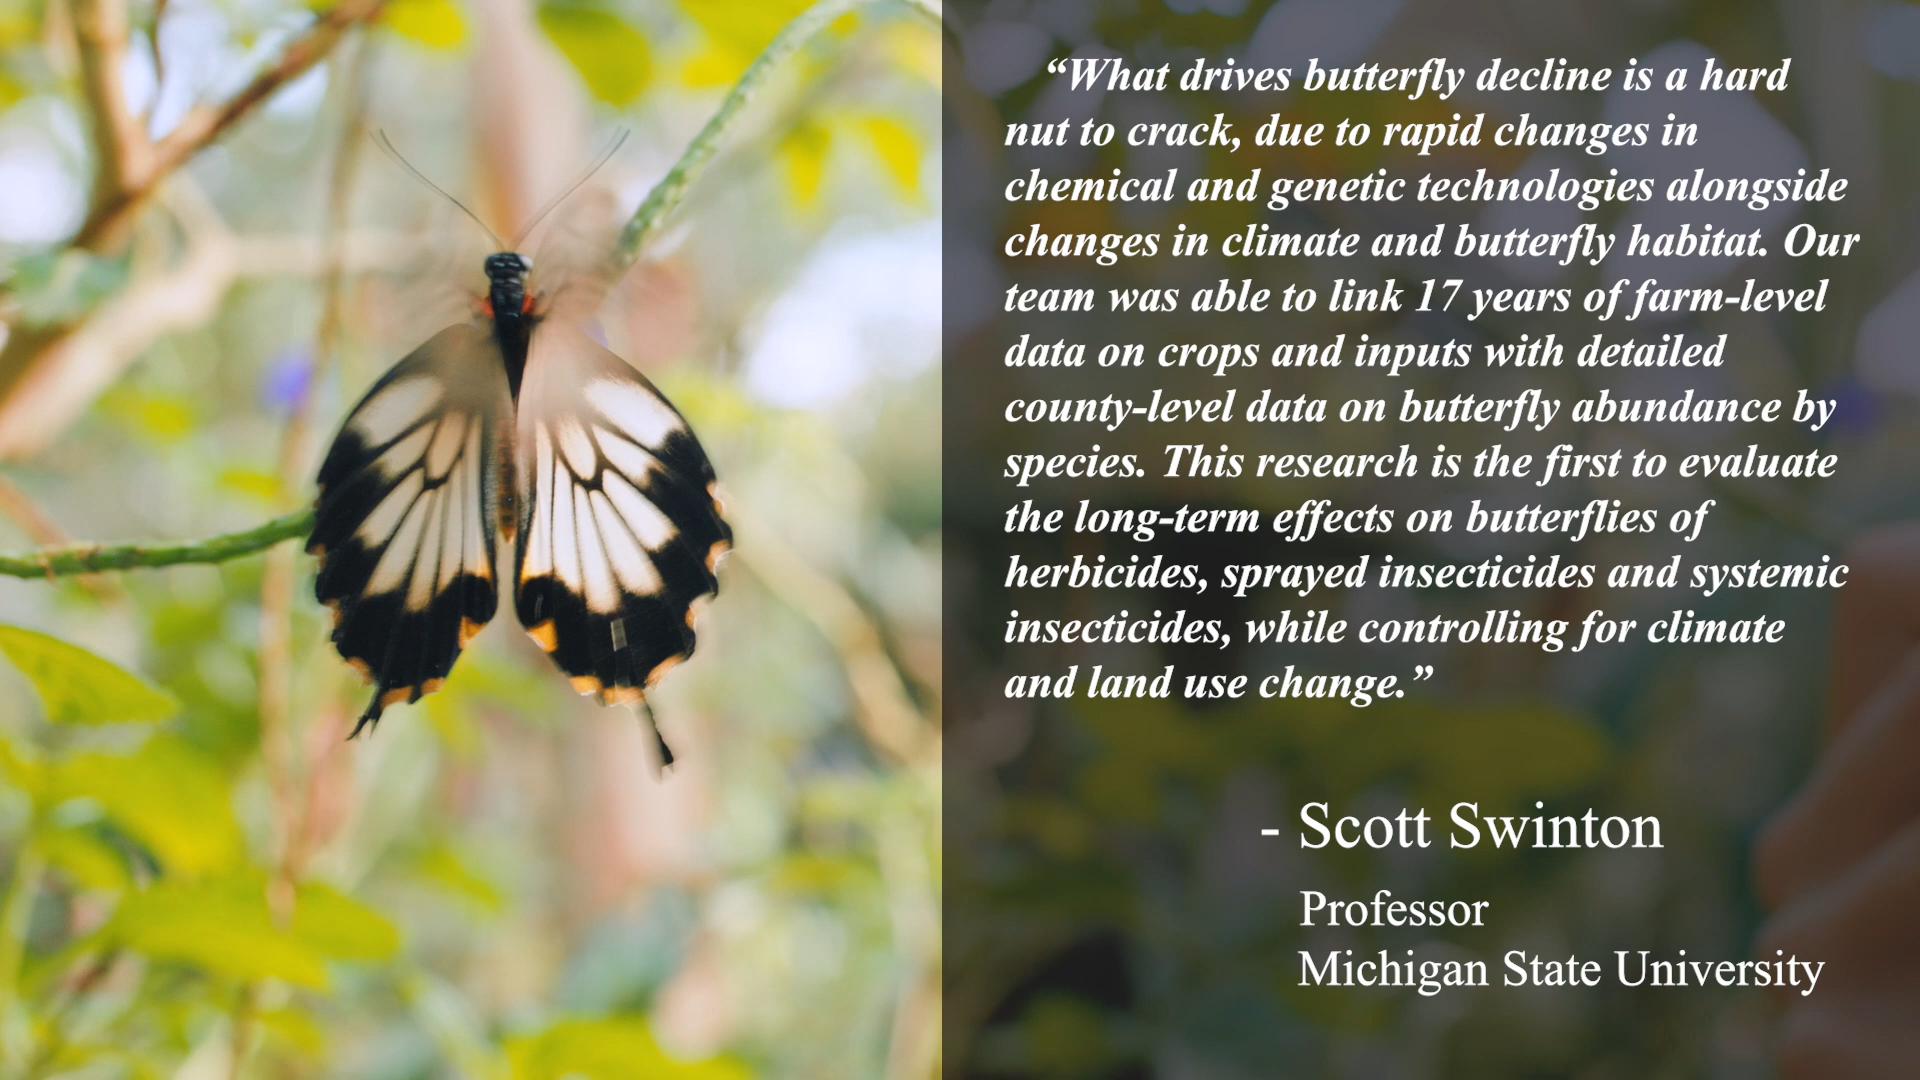 “What drives butterfly decline is a hard
nut to crack, due to rapid changes in
chemical and genetic technologies alongside
changes in climate and butterfly habitat. Our
team was able to link 17 years of farm-level
data on crops and inputs with detailed
county-level data on butterfly abundance by
species. This research is the first to evaluate
the long-term effects on butterflies of
herbicides, sprayed insecticides and systemic
insecticides, while controlling for climate
and land use change.”
- Scott Swinton
Professor
Michigan State University